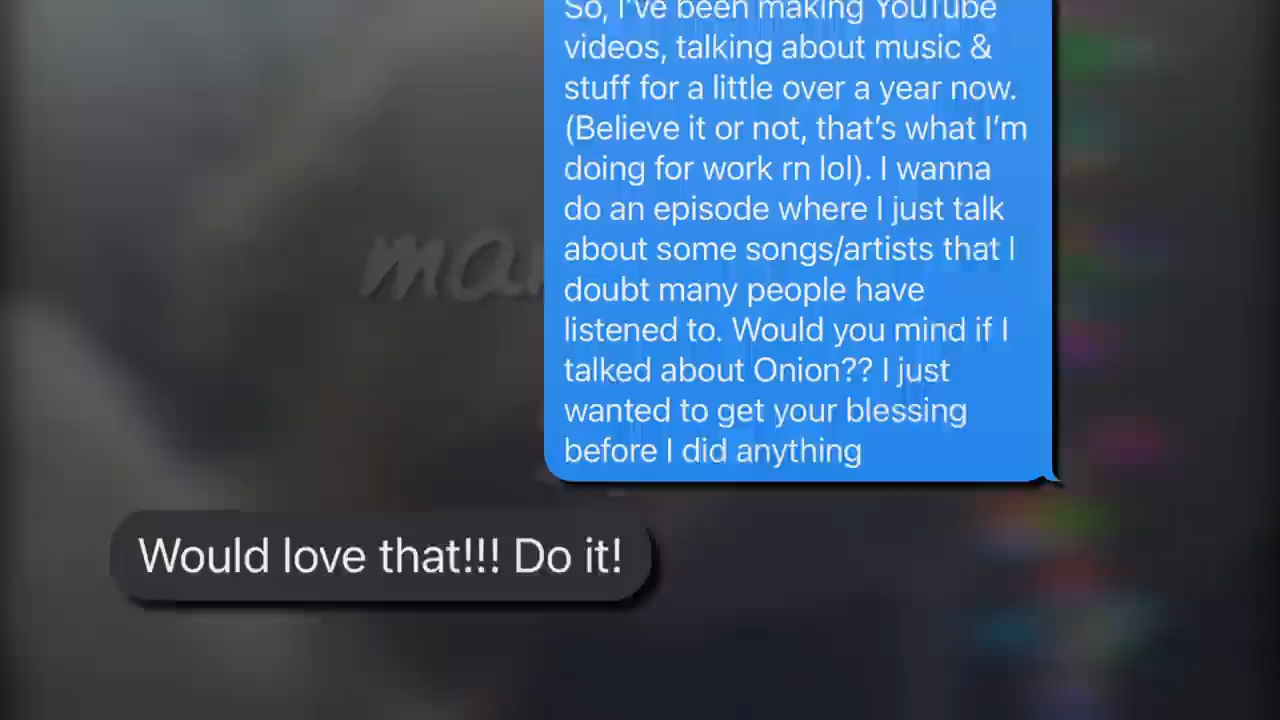 So, I've been making YouTube
videos, talking about music &
stuff for a little over a year now.
(Believe it or not, that's what I'm
doing for work rn lol). I wanna
do an episode where I just talk
about some songs/artists that I
doubt many people have
listened to. Would you mind if I
talked about Onion?? I just
wanted to get your blessing
before I did anything
Would love that!!! Do it!